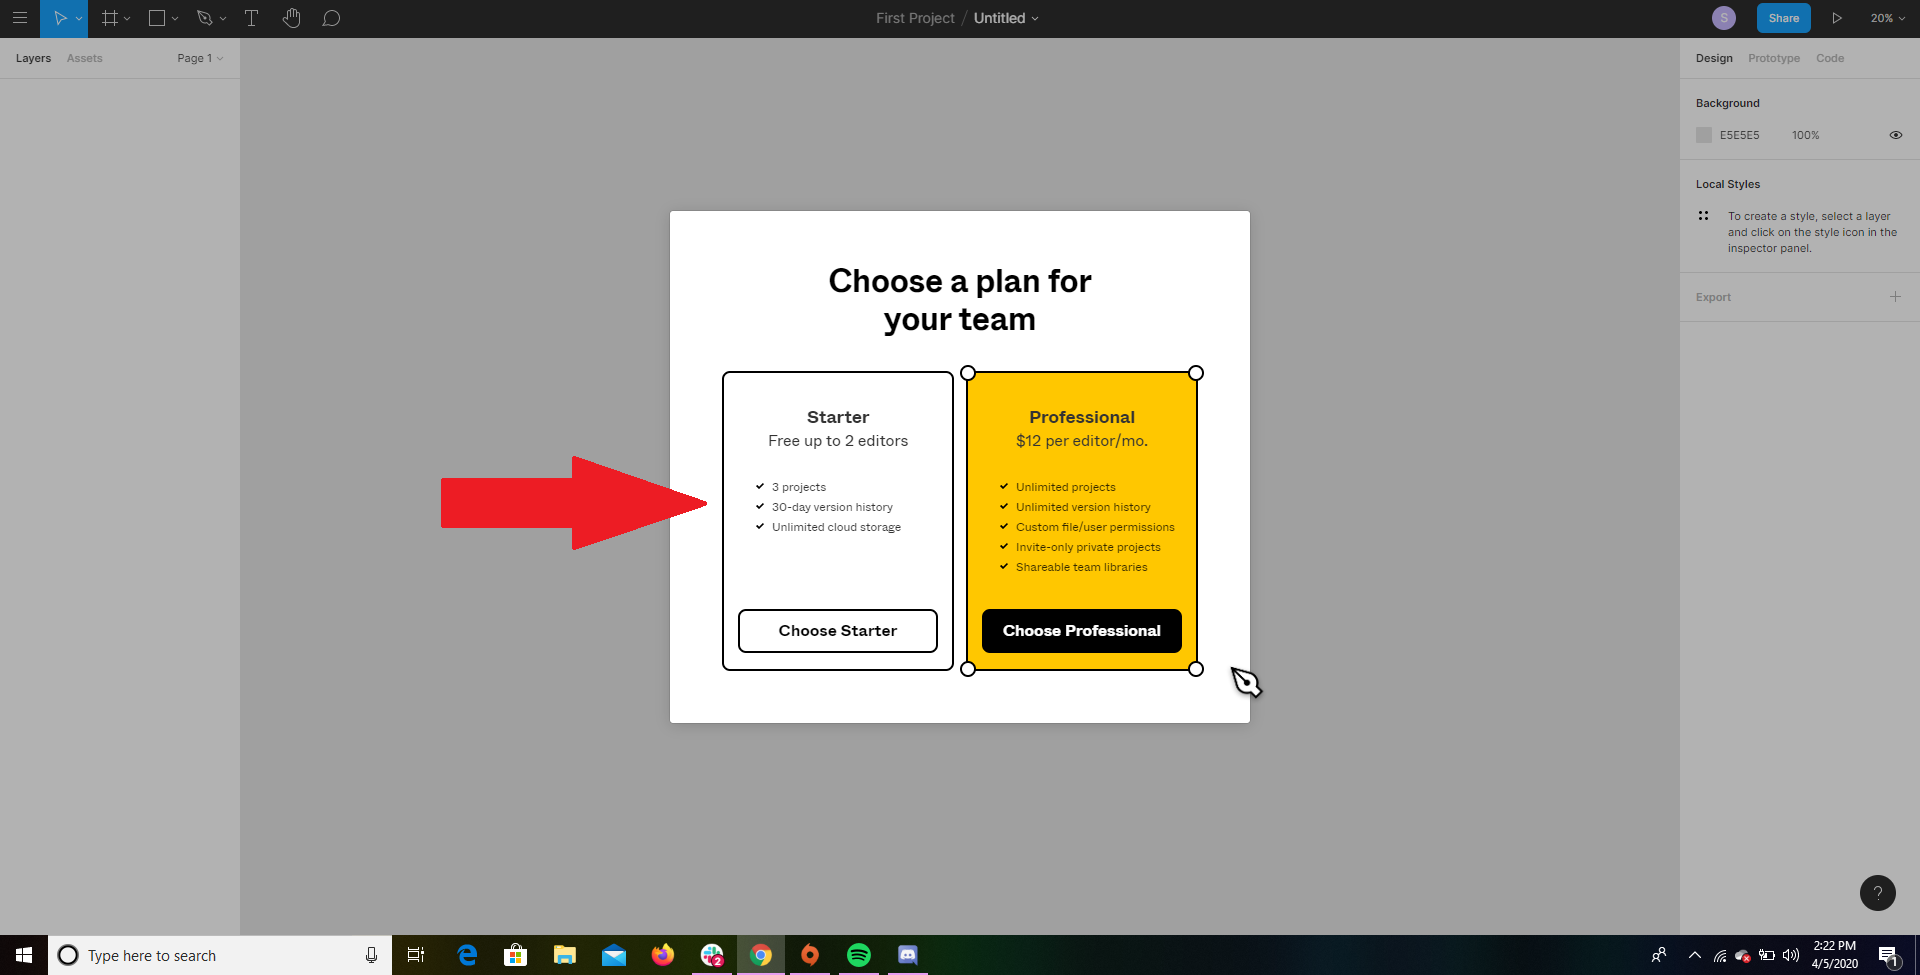 First Project / Untitled
S
Share
20%
Layers
Assets
Page 1
Design
Prototype
Code
Background
E5E5E5
100%
Local Styles
To create a style, select a layer
and click on the style icon in the
inspector panel.
Export
Choose a plan for
your team
Starter
Free up to 2 editors
3 projects
30-day version history
Unlimited cloud storage
Choose Starter
Professional
$12 per editor/mo.
Unlimited projects
Unlimited version history
Custom file/user permissions
Invite-only private projects
Shareable team libraries
Choose Professional
?
Type here to search
2
2:22 PM
4/5/2020
1